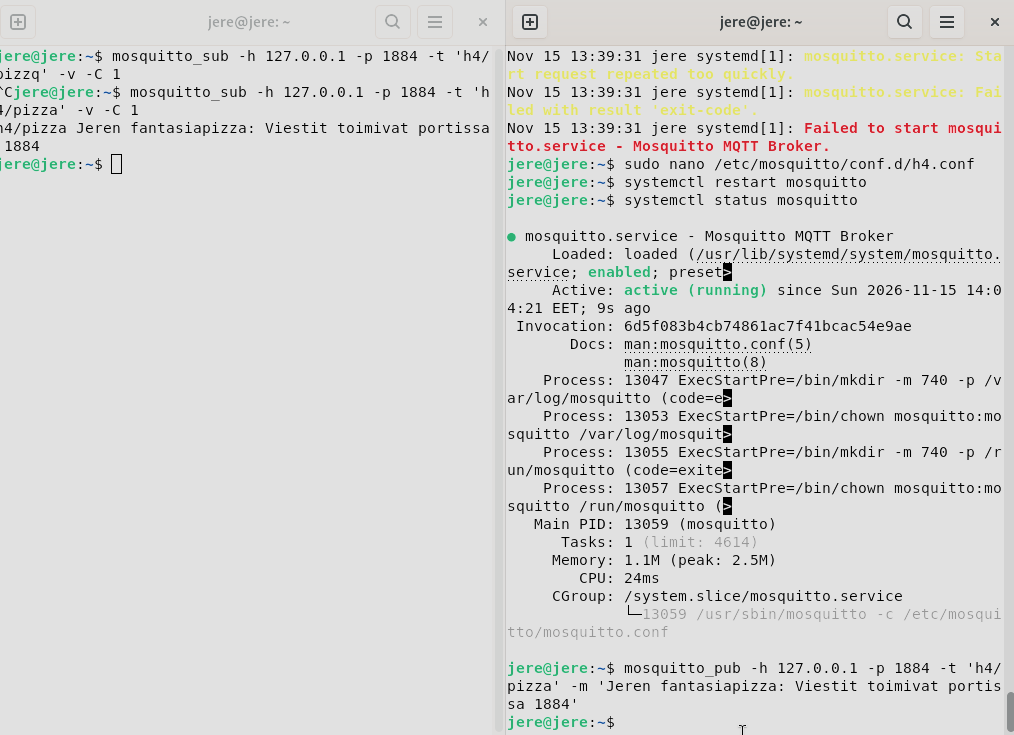 jere@jere: ~
jere@jere:~$ mosquitto_sub -h 127.0.0.1 -p 1884 -t 'h4/
pizzq' -v -C 1
^Cjere@jere:~$ mosquitto_sub -h 127.0.0.1 -p 1884 -t 'h
4/pizza' -v -C 1
h4/pizza Jeren fantasiapizza: Viestit toimivat portissa
1884
jere@jere:~$
jere@jere: ~
Nov 15 13:39:31 jere systemd[1]: mosquitto.service: Sta
rt request repeated too quickly.
Nov 15 13:39:31 jere systemd[1]: mosquitto.service: Fai
led with result 'exit-code'.
Nov 15 13:39:31 jere systemd[1]: Failed to start mosqui
tto.service - Mosquitto MQTT Broker.
jere@jere:~$ sudo nano /etc/mosquitto/conf.d/h4.conf
jere@jere:~$ systemctl restart mosquitto
jere@jere:~$ systemctl status mosquitto
● mosquitto.service - Mosquitto MQTT Broker
Loaded: loaded (/usr/lib/systemd/system/mosquitto.
service; enabled; preset>
Active: active (running) since Sun 2026-11-15 14:0
4:21 EET; 9s ago
Invocation: 6d5f083b4cb74861ac7f41bcac54e9ae
Docs: man:mosquitto.conf(5)
man:mosquitto(8)
Process: 13047 ExecStartPre=/bin/mkdir -m 740 -p /v
ar/log/mosquitto (code=e>
Process: 13053 ExecStartPre=/bin/chown mosquitto:mo
squitto /var/log/mosquit>
Process: 13055 ExecStartPre=/bin/mkdir -m 740 -p /r
un/mosquitto (code=exite>
Process: 13057 ExecStartPre=/bin/chown mosquitto:mo
squitto /run/mosquitto (>
Main PID: 13059 (mosquitto)
Tasks: 1 (limit: 4614)
Memory: 1.1M (peak: 2.5M)
CPU: 24ms
CGroup: /system.slice/mosquitto.service
└─13059 /usr/sbin/mosquitto -c /etc/mosqui
tto/mosquitto.conf
jere@jere:~$ mosquitto_pub -h 127.0.0.1 -p 1884 -t 'h4/
pizza' -m 'Jeren fantasiapizza: Viestit toimivat portis
sa 1884'
jere@jere:~$